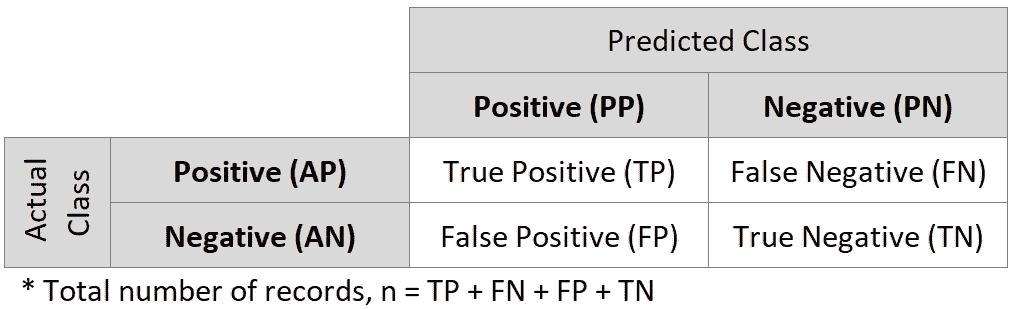 Predicted Class
Positive (PP) Negative (PN)
Actual Class
Positive (AP) True Positive (TP) False Negative (FN)
Negative (AN) False Positive (FP) True Negative (TN)
* Total number of records, n = TP + FN + FP + TN